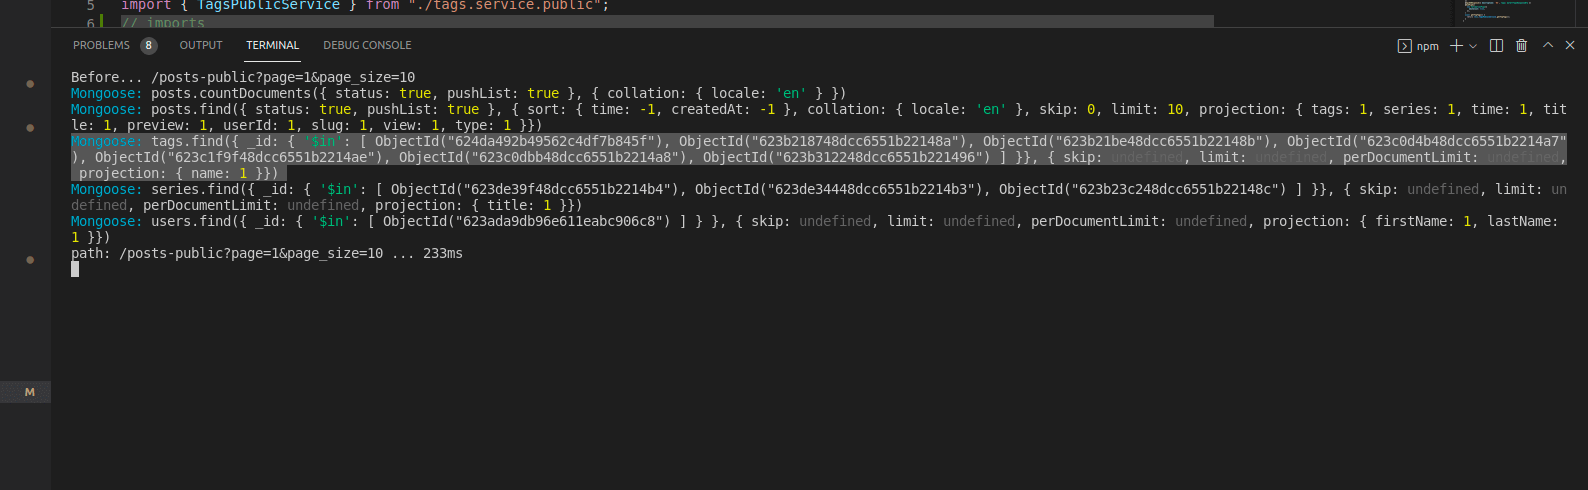 5 import { TagsPublicService } from "./tags.service.public";
6 // imports
PROBLEMS 8 OUTPUT TERMINAL DEBUG CONSOLE npm
Before... /posts-public?page=1&page_size=10
Mongoose: posts.countDocuments({ status: true, pushList: true }, { collation: { locale: 'en' } })
Mongoose: posts.find({ status: true, pushList: true }, { sort: { time: -1, createdAt: -1 }, collation: { locale: 'en' }, skip: 0, limit: 10, projection: { tags: 1, series: 1, time: 1, tit
le: 1, preview: 1, userId: 1, slug: 1, view: 1, type: 1 }})
Mongoose: tags.find({ _id: { '$in': [ ObjectId("624da492b49562c4df7b845f"), ObjectId("623b218748dcc6551b22148a"), ObjectId("623b21be48dcc6551b22148b"), ObjectId("623c0d4b48dcc6551b2214a7"
), ObjectId("623c1f9f48dcc6551b2214ae"), ObjectId("623c0dbb48dcc6551b2214a8"), ObjectId("623b312248dcc6551b221496") ] }}, { skip: undefined, limit: undefined, perDocumentLimit: undefined,
projection: { name: 1 }})
Mongoose: series.find({ _id: { '$in': [ ObjectId("623de39f48dcc6551b2214b4"), ObjectId("623de34448dcc6551b2214b3"), ObjectId("623b23c248dcc6551b22148c") ] }}, { skip: undefined, limit: un
defined, perDocumentLimit: undefined, projection: { title: 1 }})
Mongoose: users.find({ _id: { '$in': [ ObjectId("623ada9db96e611eabc906c8") ] } }, { skip: undefined, limit: undefined, perDocumentLimit: undefined, projection: { firstName: 1, lastName:
1 }})
path: /posts-public?page=1&page_size=10 ... 233ms
M